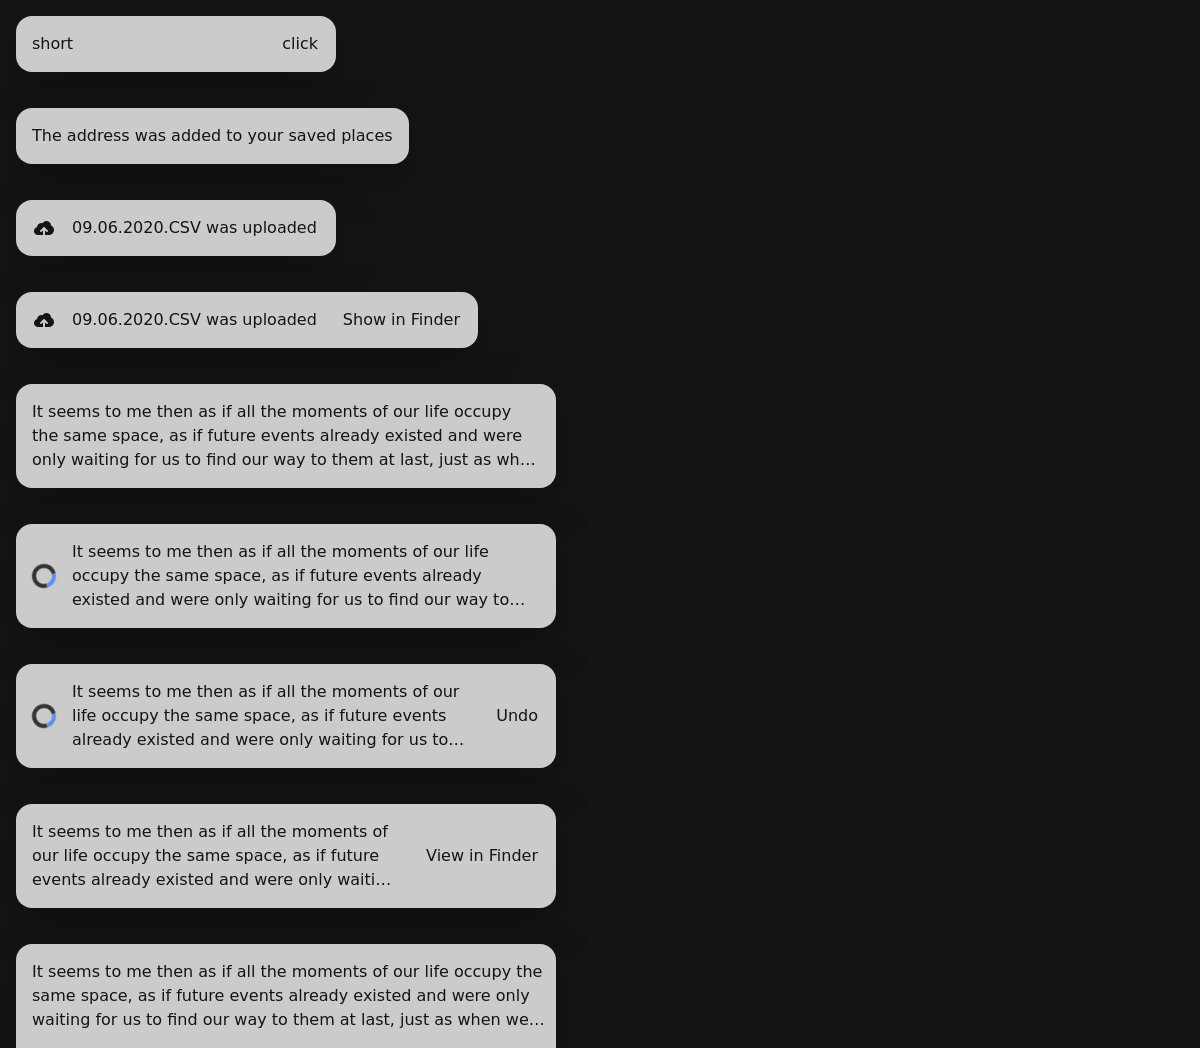 short click
The address was added to your saved places
09.06.2020.CSV was uploaded
09.06.2020.CSV was uploaded Show in Finder
It seems to me then as if all the moments of our life occupy
the same space, as if future events already existed and were
only waiting for us to find our way to them at last, just as wh…
It seems to me then as if all the moments of our life
occupy the same space, as if future events already
existed and were only waiting for us to find our way to…
It seems to me then as if all the moments of our
life occupy the same space, as if future events
already existed and were only waiting for us to…
Undo
It seems to me then as if all the moments of
our life occupy the same space, as if future
events already existed and were only waiti…
View in Finder
It seems to me then as if all the moments of our life occupy the
same space, as if future events already existed and were only
waiting for us to find our way to them at last, just as when we…